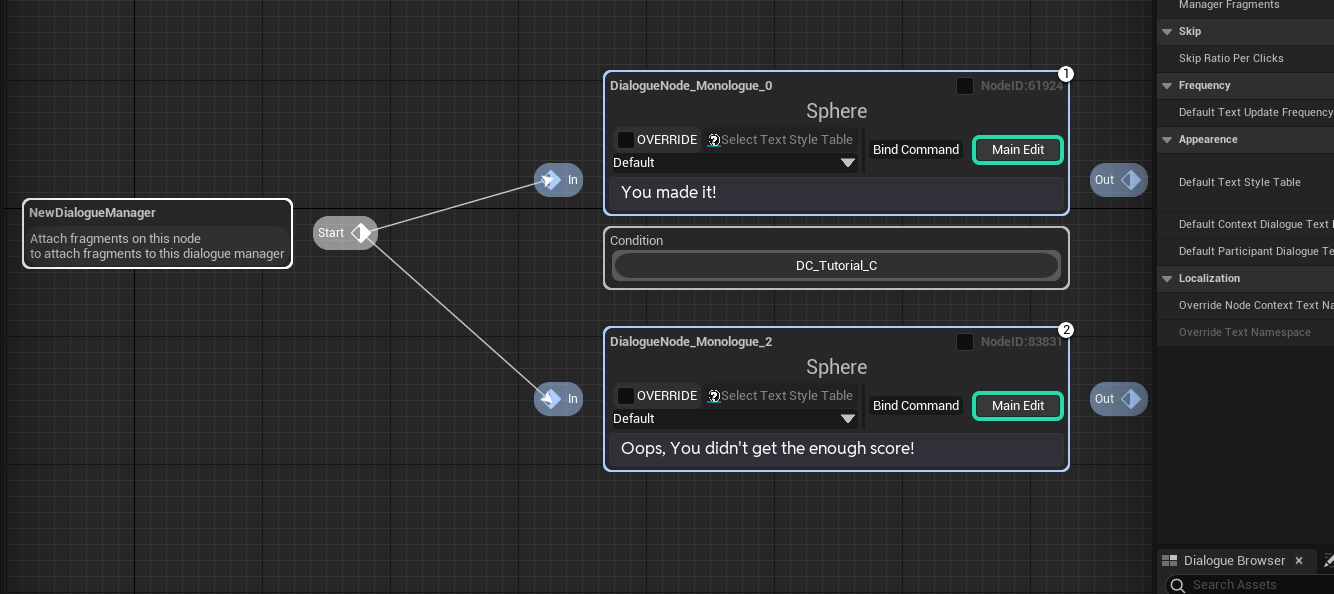 NewDialogueManager
Attach fragments on this node
to attach fragments to this dialogue manager
Start
In
1
DialogueNode_Monologue_0
NodeID:61924
Sphere
OVERRIDE
?
Select Text Style Table
Default
Bind Command
Main Edit
You made it!
Out
Condition
DC_Tutorial_C
In
2
DialogueNode_Monologue_2
NodeID:83831
Sphere
OVERRIDE
?
Select Text Style Table
Default
Bind Command
Main Edit
Oops, You didn't get the enough score!
Out
Manager Fragments
Skip
Skip Ratio Per Clicks
Frequency
Default Text Update Frequency
Appearence
Default Text Style Table
Default Context Dialogue Text
Default Participant Dialogue Te
Localization
Override Node Context Text Na
Override Text Namespace
Dialogue Browser
Search Assets